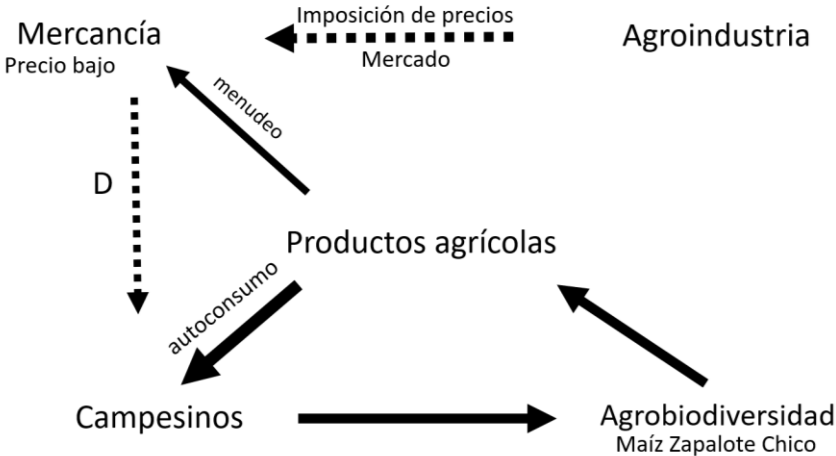 Mercancía
Precio bajo
Imposición de precios
Mercado
Agroindustria
menudeo
D
Productos agrícolas
autoconsumo
Campesinos
Agrobiodiversidad
Maíz Zapalote Chico